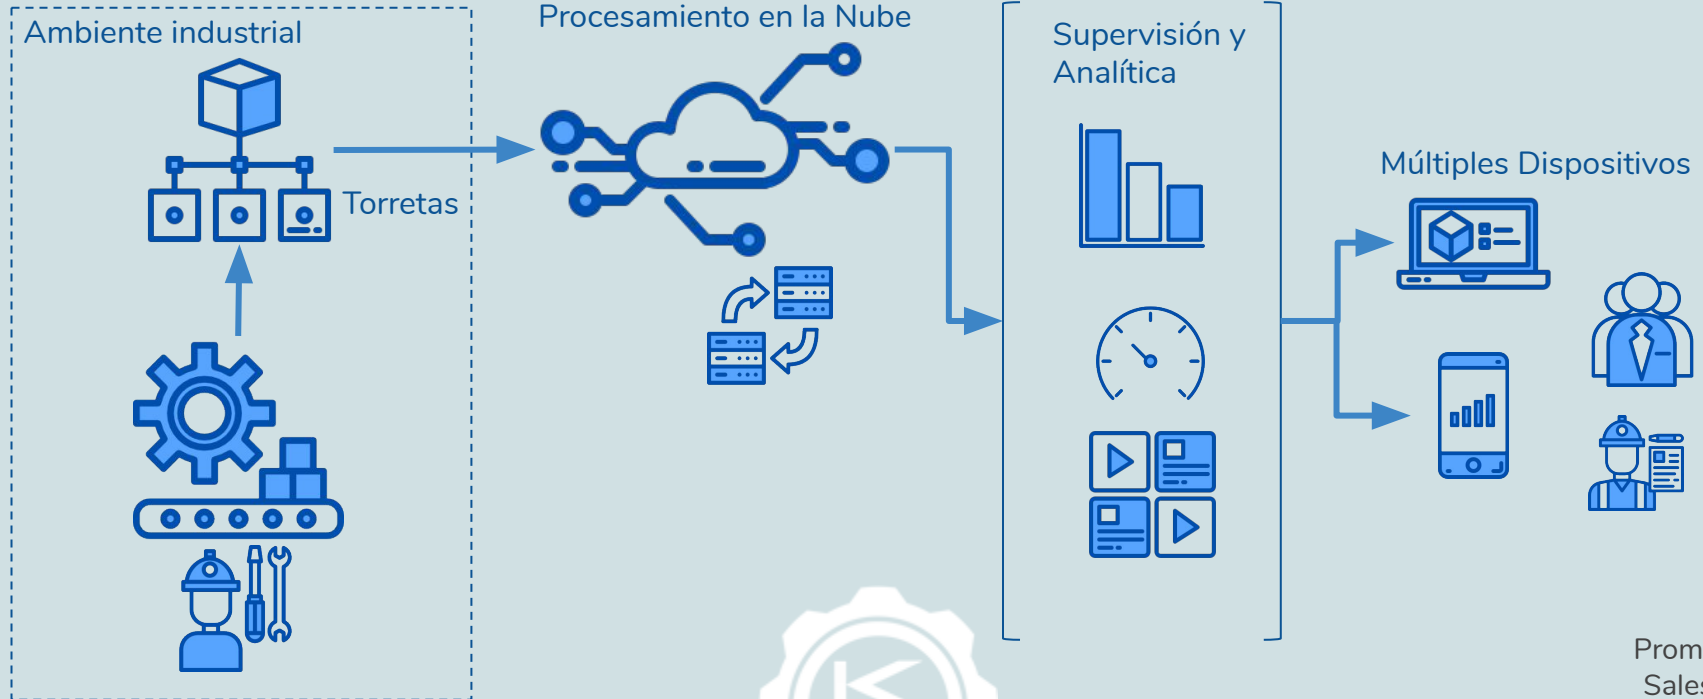 Ambiente industrial
Torretas
Procesamiento en la Nube
Supervisión y
Analítica
Múltiples Dispositivos
K